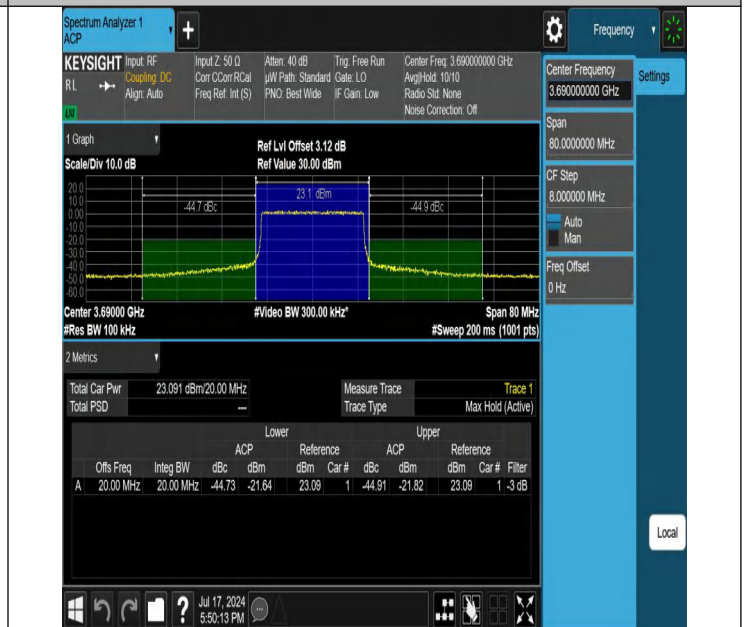 Spectrum Analyzer 1
ACP
+
Frequency
KEYSIGHT
RL
Input: RF
Coupling: DC
Align: Auto
Input Z: 50 Ω
Corr CCorr RCal
Freq Ref: Int (S)
Atten: 40 dB
µW Path: Standard
PNO: Best Wide
Trig: Free Run
Gate: LO
IF Gain: Low
Center Freq: 3.690000000 GHz
Avg|Hold: 10/10
Radio Std: None
Noise Correction: Off
Center Frequency
3.690000000 GHz
Settings
Span
80.0000000 MHz
CF Step
8.000000 MHz
Auto
Man
Freq Offset
0 Hz
Local
1 Graph
Scale/Div 10.0 dB
Ref Lvl Offset 3.12 dB
Ref Value 30.00 dBm
20.0
10.0
0.00
-10.0
-20.0
-30.0
-40.0
-50.0
-60.0
-44.7 dBc
23.1 dBm
-44.9 dBc
Center 3.69000 GHz
#Video BW 300.00 kHz*
Span 80 MHz
#Res BW 100 kHz
#Sweep 200 ms (1001 pts)
2 Metrics
Total Car Pwr 23.091 dBm/20.00 MHz
Total PSD ---
Measure Trace Trace 1
Trace Type Max Hold (Active)
Lower Upper
ACP Reference ACP Reference
Offs Freq Integ BW dBc dBm dBm Car # dBc dBm dBm Car # Filter
A 20.00 MHz 20.00 MHz -44.73 -21.64 23.09 1 -44.91 -21.82 23.09 1 -3 dB
?
Jul 17, 2024
5:50:13 PM